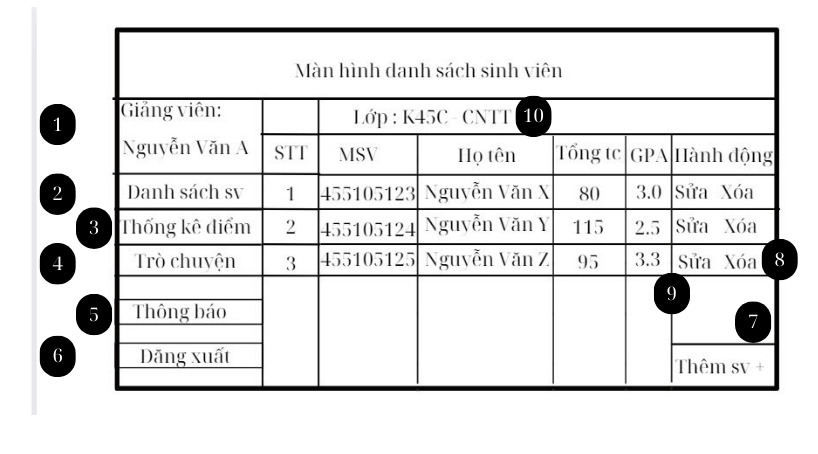 Màn hình danh sách sinh viên
1 Giảng viên: Lớp : K45C - CNTT 10
Nguyễn Văn A STT MSV Họ tên Tổng tc GPA Hành động
2 Danh sách sv 1 455105123 Nguyễn Văn X 80 3.0 Sửa Xóa
3 Thống kê điểm 2 455105124 Nguyễn Văn Y 115 2.5 Sửa Xóa
4 Trò chuyện 3 455105125 Nguyễn Văn Z 95 3.3 Sửa Xóa 8
9
5 Thông báo 7
6 Đăng xuất Thêm sv +